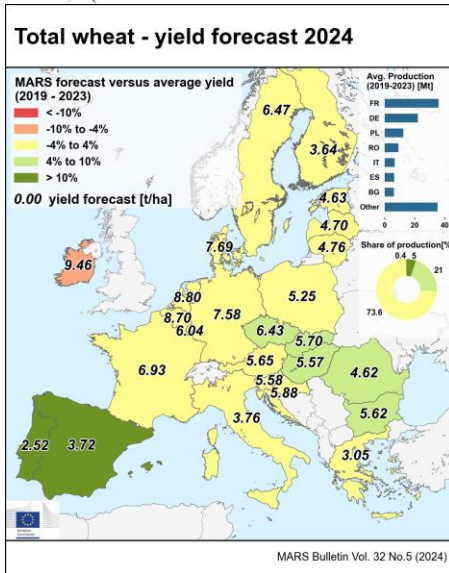 Total wheat - yield forecast 2024
MARS forecast versus average yield
(2019 - 2023)
< -10%
-10% to -4%
-4% to 4%
4% to 10%
> 10%
0.00 yield forecast [t/ha]
Avg. Production
(2019-2023) [Mt]
FR
DE
PL
RO
IT
ES
BG
Other
0 10 20 30
Share of production[%]
0.4 5
21
73.6
6.47
3.64
4.63
4.70
4.76
7.69
9.46
8.80
8.70
6.04
7.58
5.25
6.43
5.70
5.57
5.65
5.58
5.88
6.93
4.62
5.62
3.76
3.05
2.52
3.72
European
Commission
MARS Bulletin Vol. 32 No.5 (2024)